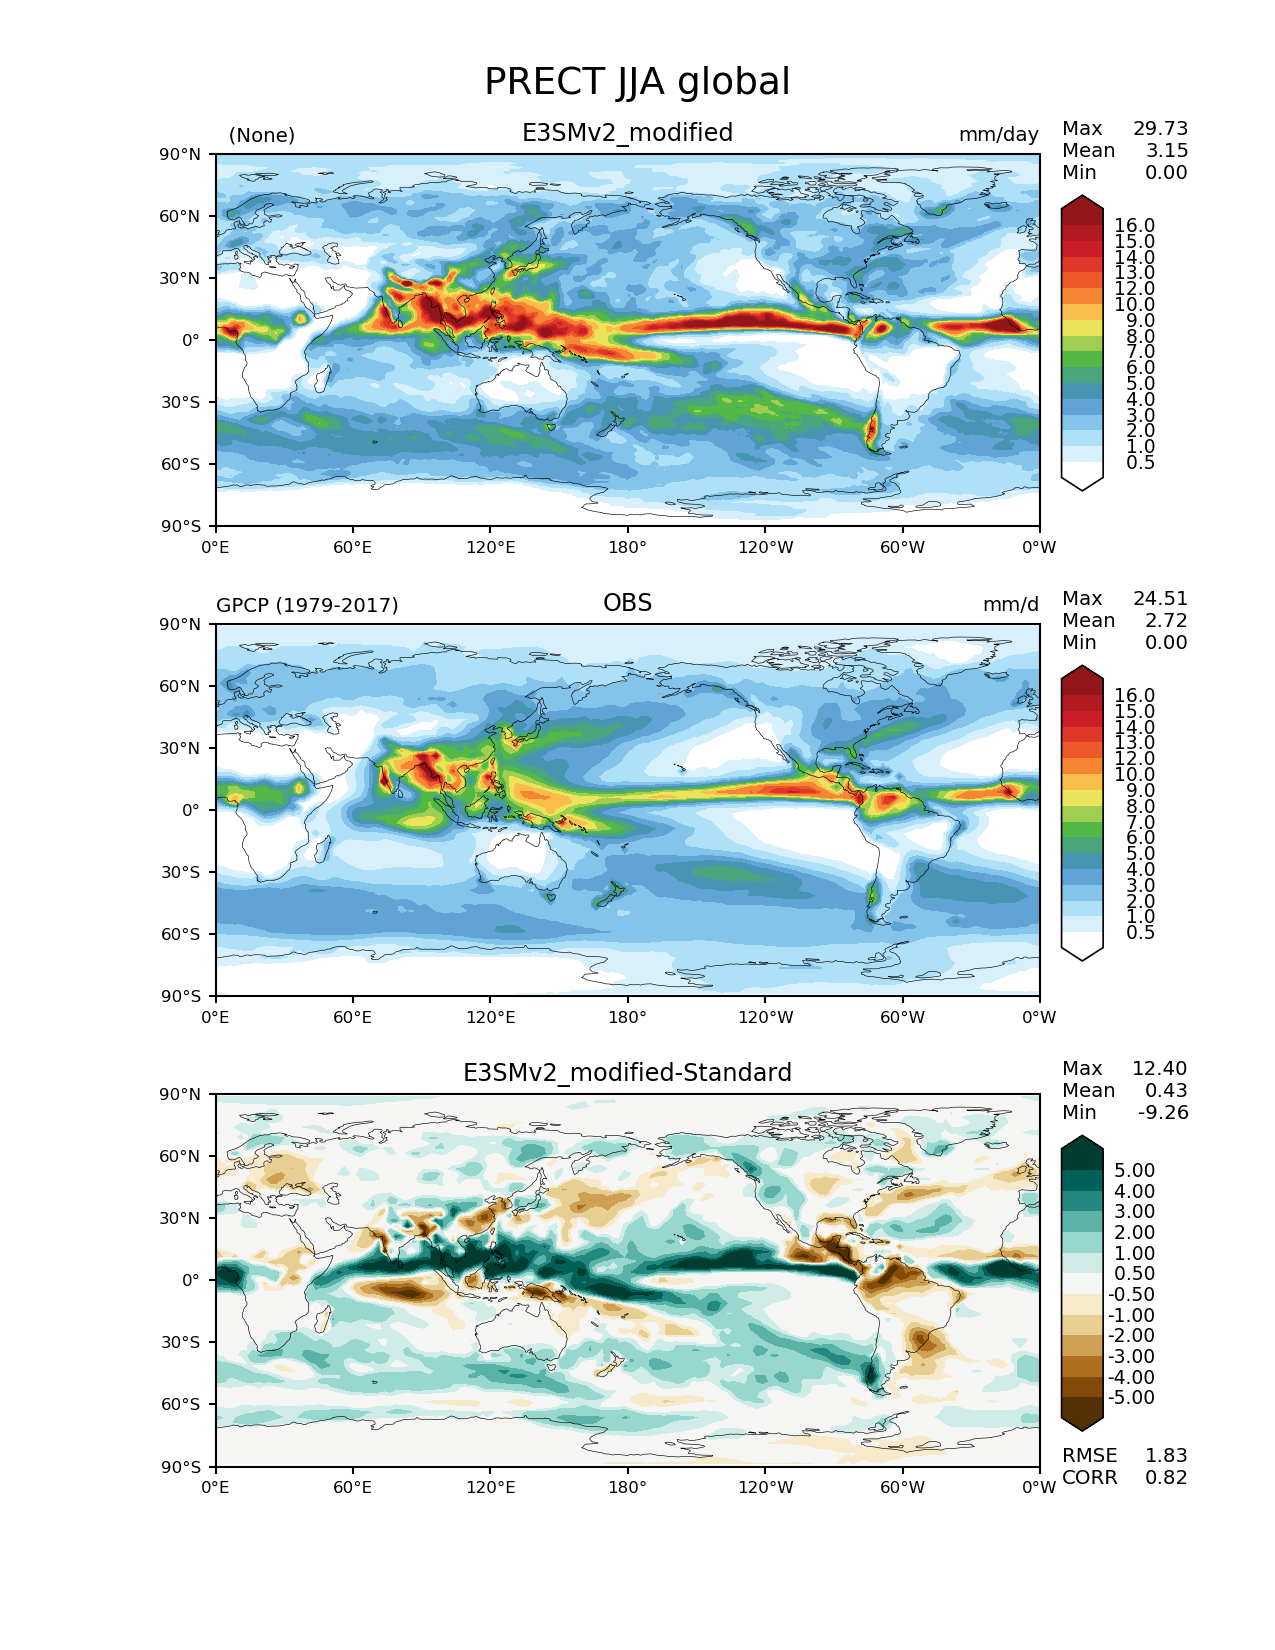 PRECT JJA global
(None) E3SMv2_modified mm/day
Max 29.73
Mean 3.15
Min 0.00
90°N
60°N
30°N
0°
30°S
60°S
90°S
0°E 60°E 120°E 180° 120°W 60°W 0°W
16.0
15.0
14.0
13.0
12.0
10.0
9.0
8.0
7.0
6.0
5.0
4.0
3.0
2.0
1.0
0.5
GPCP (1979-2017) OBS mm/d
Max 24.51
Mean 2.72
Min 0.00
90°N
60°N
30°N
0°
30°S
60°S
90°S
0°E 60°E 120°E 180° 120°W 60°W 0°W
16.0
15.0
14.0
13.0
12.0
10.0
9.0
8.0
7.0
6.0
5.0
4.0
3.0
2.0
1.0
0.5
E3SMv2_modified-Standard
Max 12.40
Mean 0.43
Min -9.26
90°N
60°N
30°N
0°
30°S
60°S
90°S
0°E 60°E 120°E 180° 120°W 60°W 0°W
5.00
4.00
3.00
2.00
1.00
0.50
-0.50
-1.00
-2.00
-3.00
-4.00
-5.00
RMSE 1.83
CORR 0.82